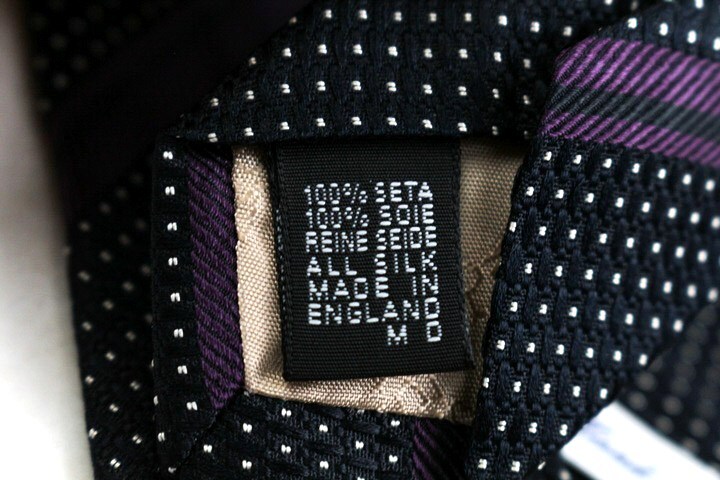 100% SETA
100% SOIE
REINE SEIDE
ALL SILK
MADE IN
ENGLAND
M D